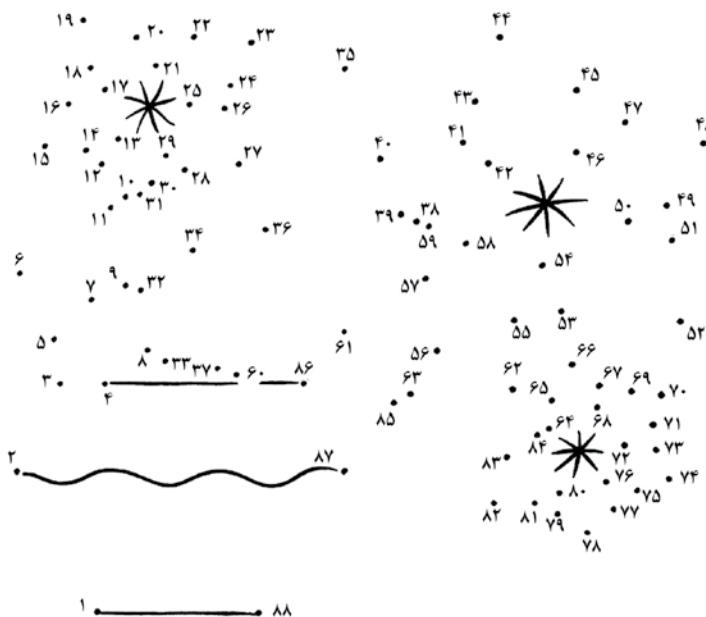 ۴۴
۱۹ ۲۰ ۲۲ ۲۳
۳۵
۱۸ ۲۱ ۴۵
۱۷ ۲۵ ۲۴
۱۶ ۲۶ ۴۳ ۴۷
۱۴ ۱۳ ۲۹ ۴۰ ۴۱
۱۵ ۱۲ ۲۷ ۴۲ ۴۶
۱۰ ۳۰ ۲۸
۱۱ ۳۱ ۳۹ ۳۸ ۵۰ ۴۹
۳۴ ۳۶ ۵۹ ۵۸ ۵۱
۶ ۵۴
۷ ۹ ۳۲ ۵۷
۵ ۶۱ ۵۵ ۵۳ ۵۲
۸ ۳۳ ۳۷ ۶۰ ۸۶ ۵۶ ۶۶
۳ ۴ ۶۳ ۶۲ ۶۵ ۶۷ ۶۹ ۷۰
۸۵ ۶۴ ۶۸ ۷۱
۲ ۸۷ ۸۳ ۸۴ ۷۲ ۷۳
۸۰ ۷۶ ۷۵ ۷۴
۸۲ ۸۱ ۷۹ ۷۷
۷۸
۱ ۸۸